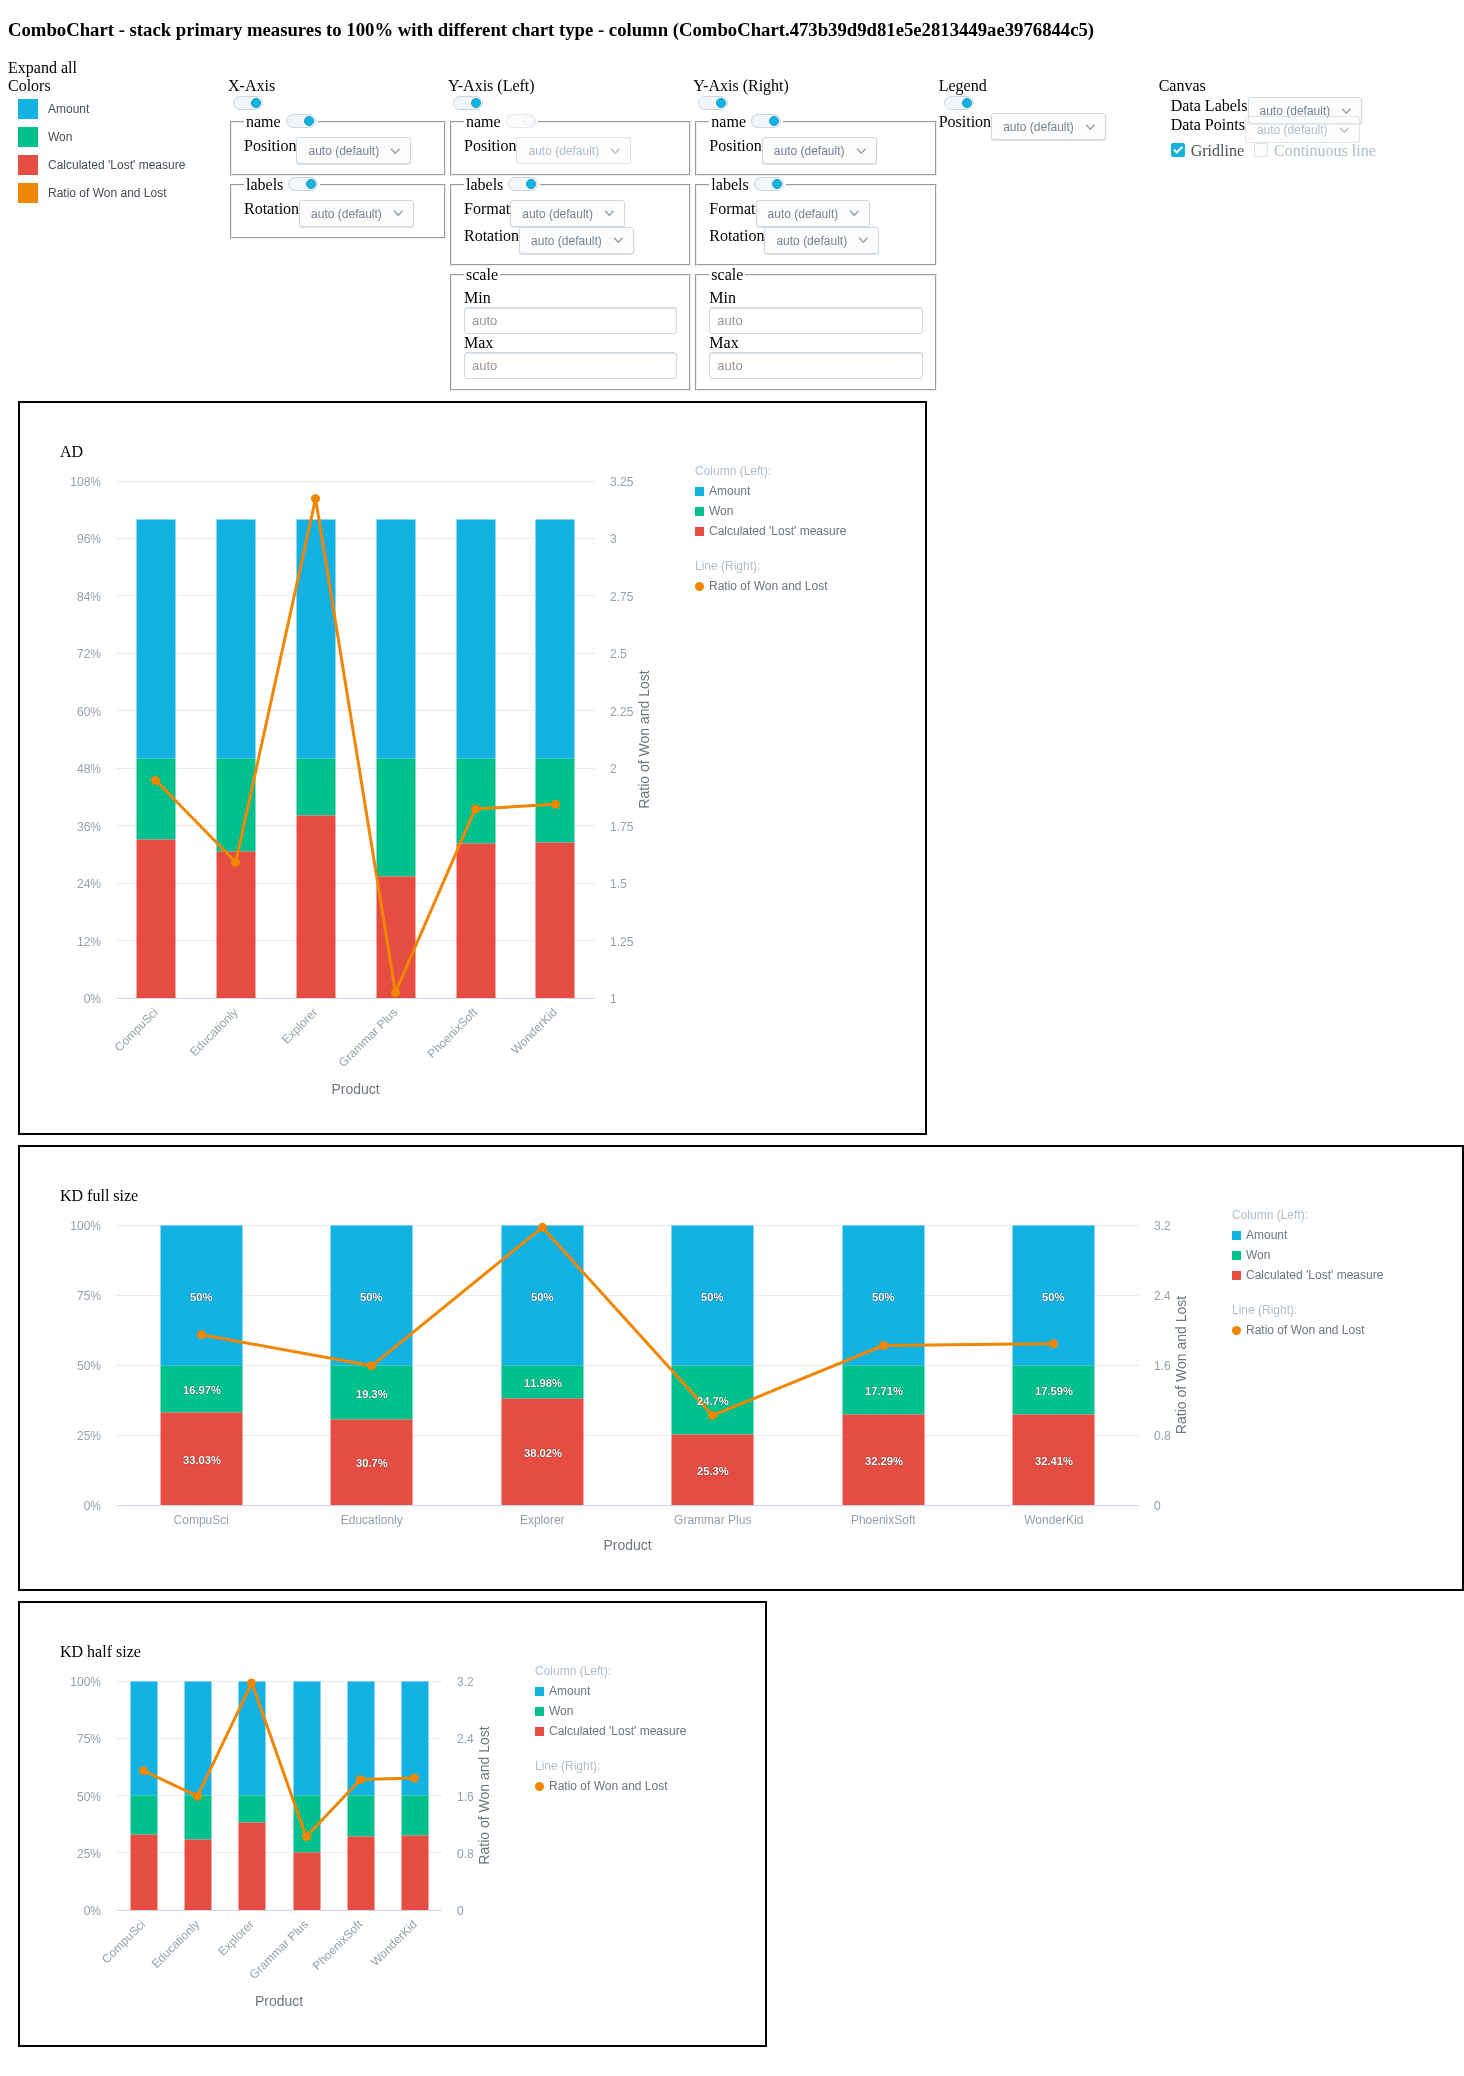 ComboChart - stack primary measures to 100% with different chart type - column (ComboChart.473b39d9d81e5e2813449ae3976844c5)
Expand all
Colors
Amount
Won
Calculated 'Lost' measure
Ratio of Won and Lost
X-Axis
name
Position auto (default)
labels
Rotation auto (default)
Y-Axis (Left)
name
Position auto (default)
labels
Format auto (default)
Rotation auto (default)
scale
Min
auto
Max
auto
Y-Axis (Right)
name
Position auto (default)
labels
Format auto (default)
Rotation auto (default)
scale
Min
auto
Max
auto
Legend
Position auto (default)
Canvas
Data Labels auto (default)
Data Points auto (default)
Gridline Continuous line
AD
108%
96%
84%
72%
60%
48%
36%
24%
12%
0%
3.25
3
2.75
2.5
2.25
2
1.75
1.5
1.25
1
Ratio of Won and Lost
CompuSci
Educationly
Explorer
Grammar Plus
PhoenixSoft
WonderKid
Product
Column (Left):
Amount
Won
Calculated 'Lost' measure
Line (Right):
Ratio of Won and Lost
KD full size
100%
75%
50%
25%
0%
50% 50% 50% 50% 50% 50%
16.97% 19.3% 11.98% 24.7% 17.71% 17.59%
33.03% 30.7% 38.02% 25.3% 32.29% 32.41%
3.2
2.4
1.6
0.8
0
Ratio of Won and Lost
CompuSci Educationly Explorer Grammar Plus PhoenixSoft WonderKid
Product
Column (Left):
Amount
Won
Calculated 'Lost' measure
Line (Right):
Ratio of Won and Lost
KD half size
100%
75%
50%
25%
0%
3.2
2.4
1.6
0.8
0
Ratio of Won and Lost
CompuSci
Educationly
Explorer
Grammar Plus
PhoenixSoft
WonderKid
Product
Column (Left):
Amount
Won
Calculated 'Lost' measure
Line (Right):
Ratio of Won and Lost